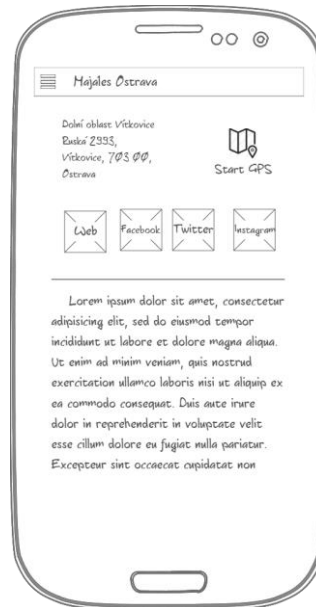 Majales Ostrava
Dolní oblast Vítkovice
Ruská 2993,
Vítkovice, 703 00,
Ostrava
Start GPS
Web Facebook Twitter Instagram
Lorem ipsum dolor sit amet, consectetur
adipisicing elit, sed do eiusmod tempor
incididunt ut labore et dolore magna aliqua.
Ut enim ad minim veniam, quis nostrud
exercitation ullamco laboris nisi ut aliquip ex
ea commodo consequat. Duis aute irure
dolor in reprehenderit in voluptate velit
esse cillum dolore eu fugiat nulla pariatur.
Excepteur sint occaecat cupidatat non